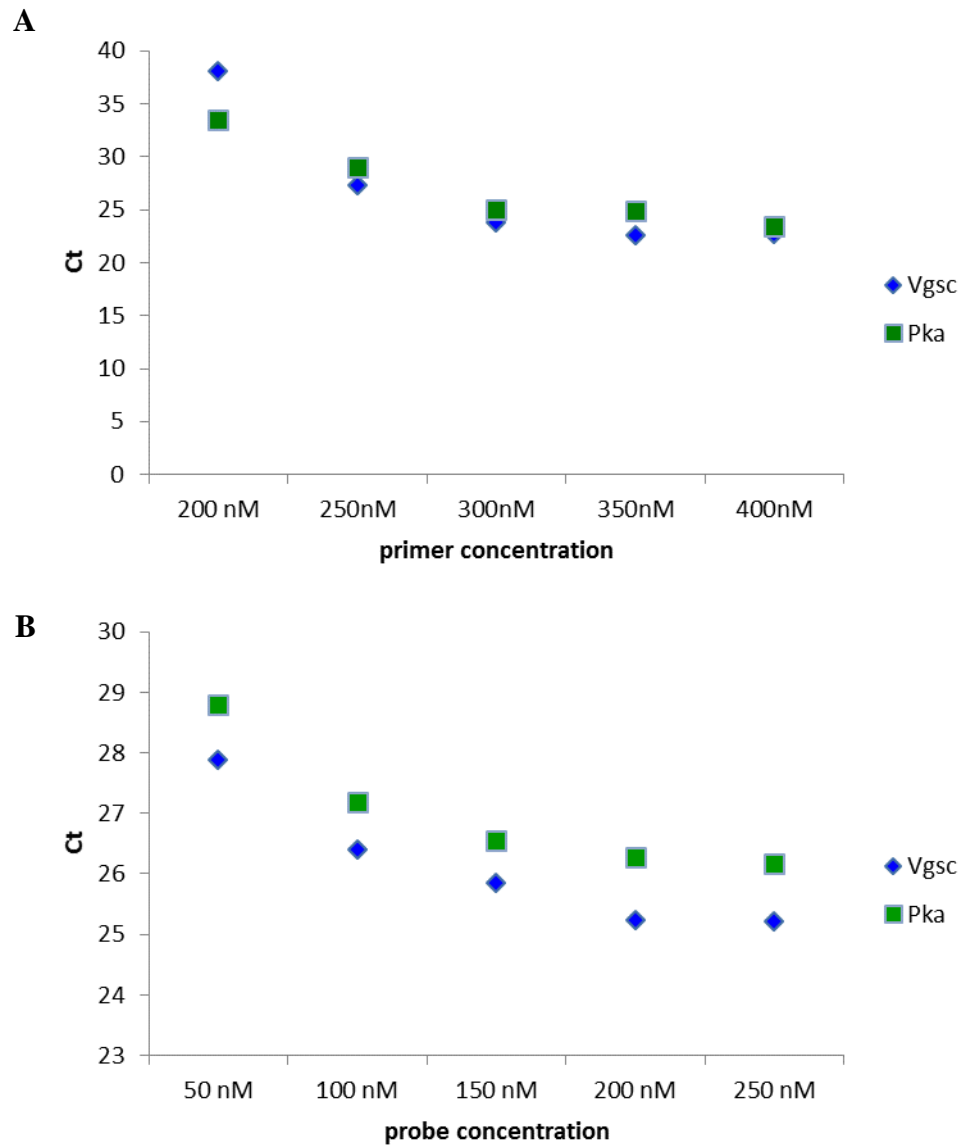 A
40
35
30
25
20
15
10
5
0
Ct
200 nM 250nM 300nM 350nM 400nM
primer concentration
Vgsc
Pka
B
30
29
28
27
26
25
24
23
Ct
50 nM 100 nM 150 nM 200 nM 250 nM
probe concentration
Vgsc
Pka